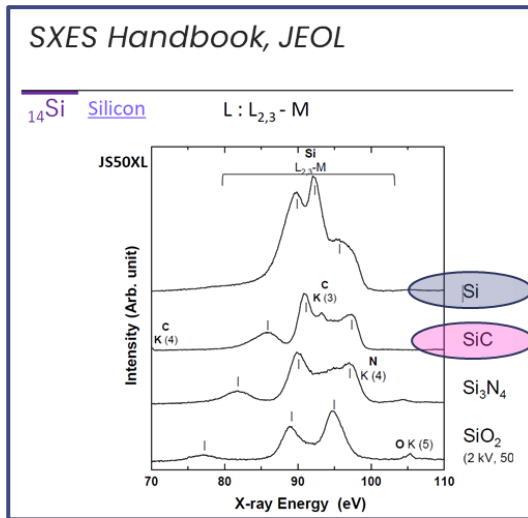 SXES Handbook, JEOL
14Si Silicon L : L2,3 - M
JS50XL
Si
L2,3-M
Intensity (Arb. unit)
Si
C
K (3)
C
K (4)
SiC
N
K (4)
Si3N4
SiO2
(2 kV, 50
O K (5)
70 80 90 100 110
X-ray Energy (eV)